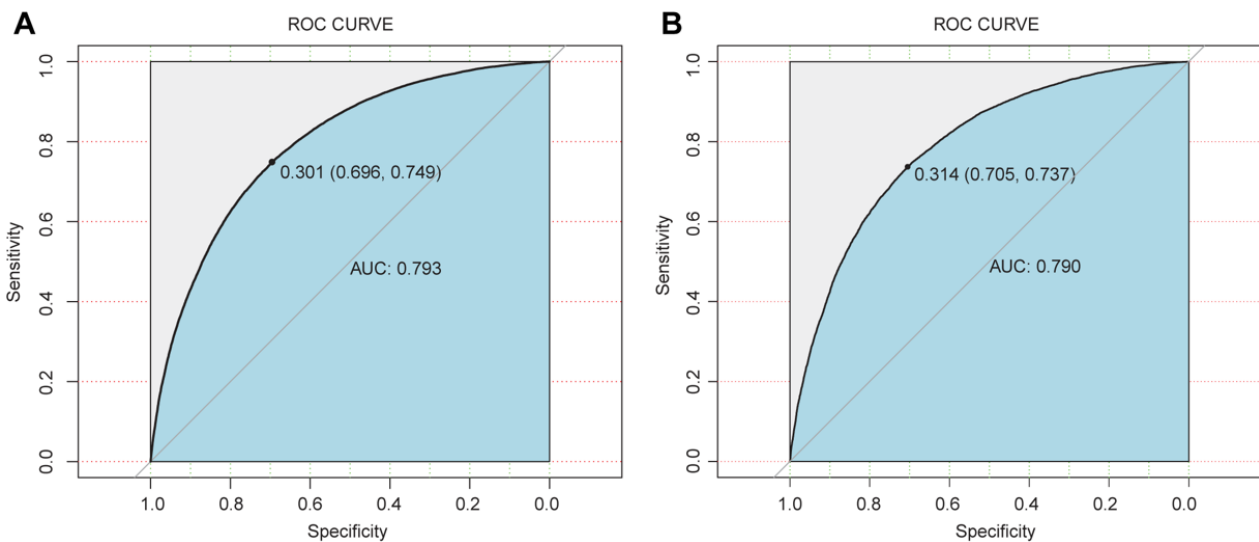 A
ROC CURVE
Sensitivity
1.0
0.8
0.6
0.4
0.2
0.0
0.301 (0.696, 0.749)
AUC: 0.793
1.0 0.8 0.6 0.4 0.2 0.0
Specificity
B
ROC CURVE
Sensitivity
1.0
0.8
0.6
0.4
0.2
0.0
0.314 (0.705, 0.737)
AUC: 0.790
1.0 0.8 0.6 0.4 0.2 0.0
Specificity